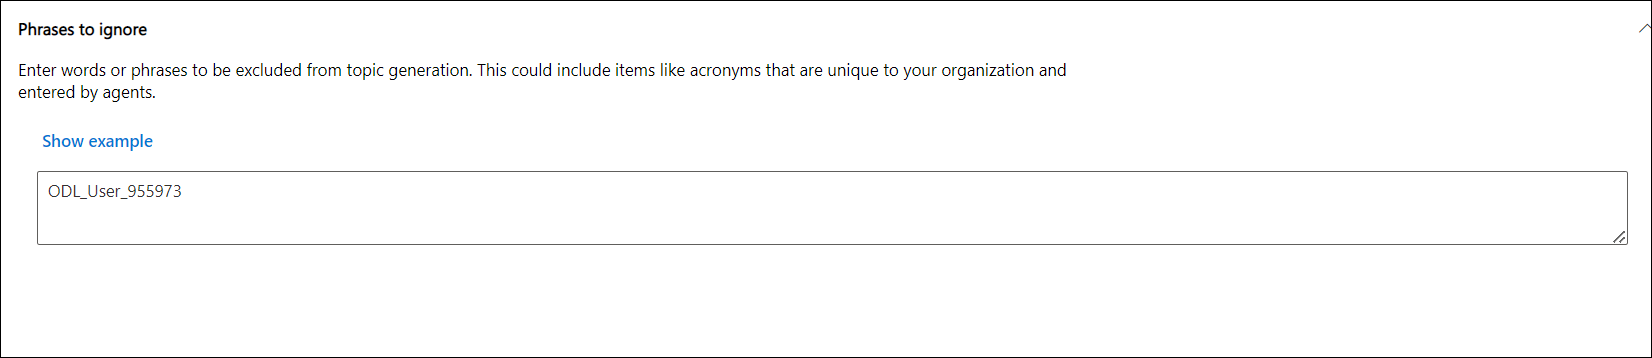 Phrases to ignore
Enter words or phrases to be excluded from topic generation. This could include items like acronyms that are unique to your organization and
entered by agents.
Show example
ODL_User_955973